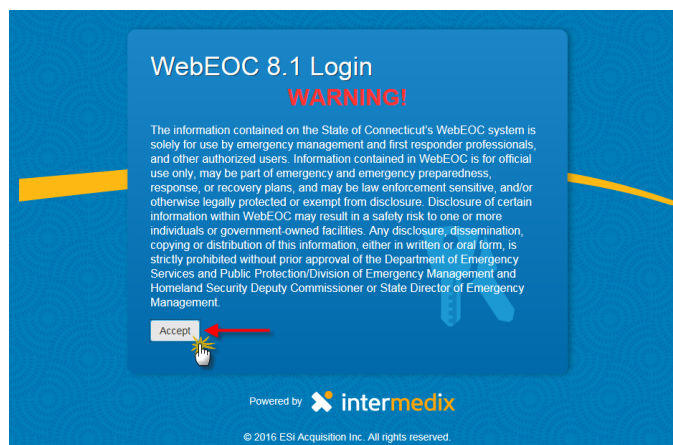 WebEOC 8.1 Login
WARNING!
The information contained on the State of Connecticut's WebEOC system is
solely for use by emergency management and first responder professionals,
and other authorized users. Information contained in WebEOC is for official
use only, may be part of emergency and emergency preparedness,
response, or recovery plans, and may be law enforcement sensitive, and/or
otherwise legally protected or exempt from disclosure. Disclosure of certain
information within WebEOC may result in a safety risk to one or more
individuals or government-owned facilities. Any disclosure, dissemination,
copying or distribution of this information, either in written or oral form, is
strictly prohibited without prior approval of the Department of Emergency
Services and Public Protection/Division of Emergency Management and
Homeland Security Deputy Commissioner or State Director of Emergency
Management.
Accept
Powered by intermedix
© 2016 ESi Acquisition Inc. All rights reserved.